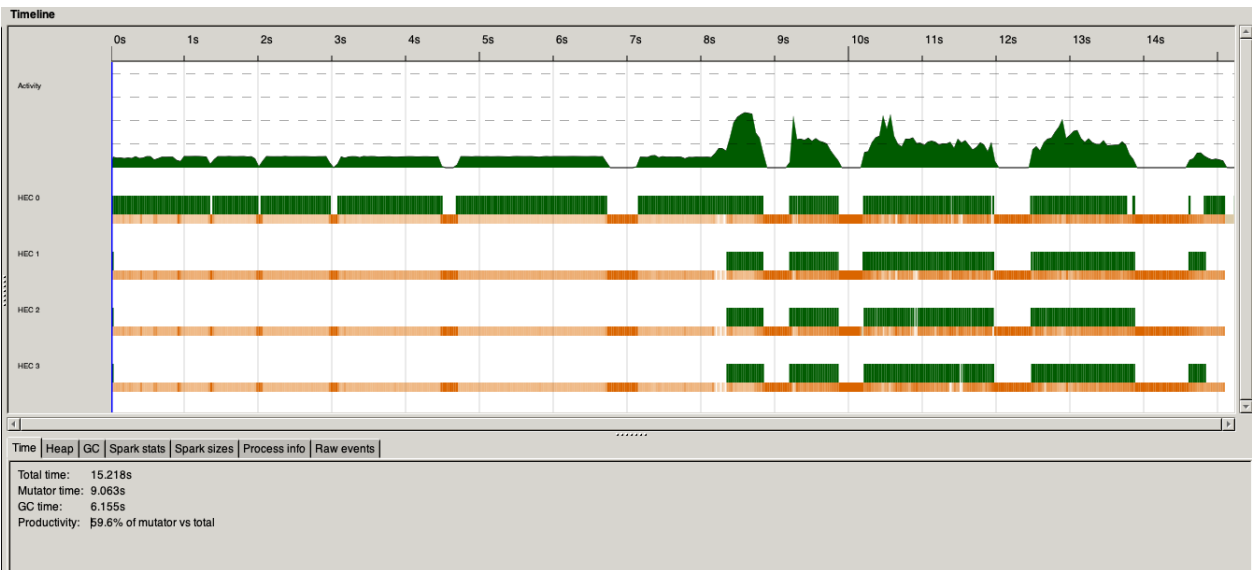 Timeline
0s 1s 2s 3s 4s 5s 6s 7s 8s 9s 10s 11s 12s 13s 14s
Activity
HEC 0
HEC 1
HEC 2
HEC 3
Time Heap GC Spark stats Spark sizes Process info Raw events
Total time: 15.218s
Mutator time: 9.063s
GC time: 6.155s
Productivity: 59.6% of mutator vs total